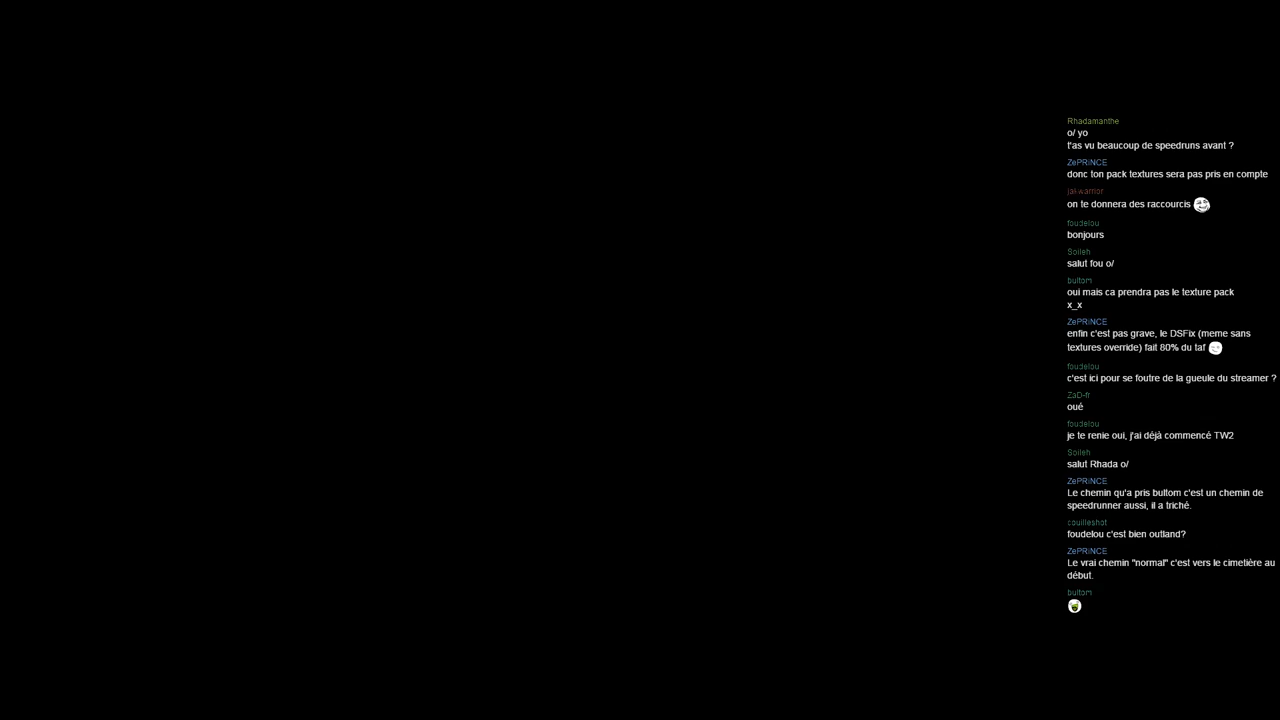 Rhadamanthe
o/ yo
t'as vu beaucoup de speedruns avant ?
ZePRiNCE
donc ton pack textures sera pas pris en compte
jakwarrior
on te donnera des raccourcis
foudelou
bonjours
Soileh
salut fou o/
bultom
oui mais ca prendra pas le texture pack
x_x
ZePRiNCE
enfin c'est pas grave, le DSFix (meme sans
textures override) fait 80% du taf
foudelou
c'est ici pour se foutre de la gueule du streamer ?
ZaD-fr
oué
foudelou
je te renie oui, j'ai déjà commencé TW2
Soileh
salut Rhada o/
ZePRiNCE
Le chemin qu'a pris bultom c'est un chemin de
speedrunner aussi, il a triché.
couilleshot
foudelou c'est bien outland?
ZePRiNCE
Le vrai chemin "normal" c'est vers le cimetière au
début.
bultom